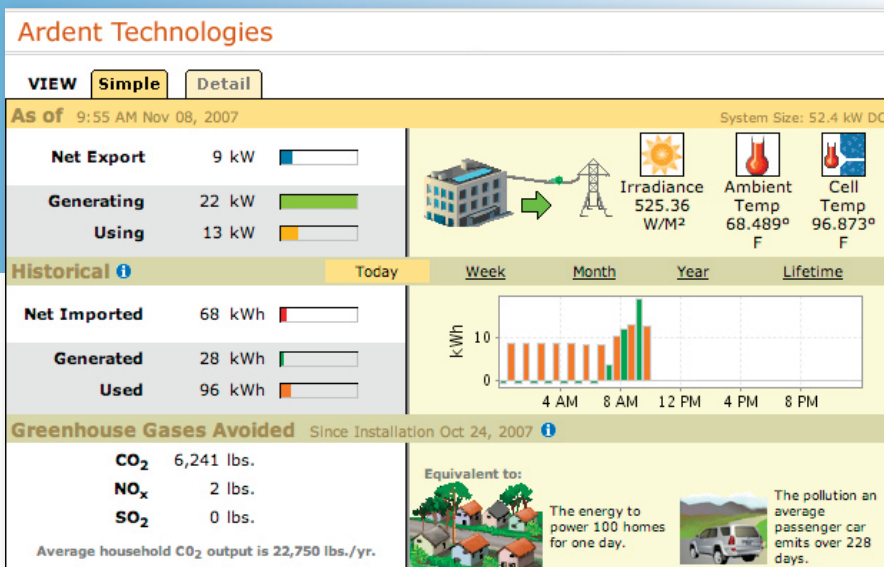 Ardent Technologies
VIEW Simple Detail
As of 9:55 AM Nov 08, 2007 System Size: 52.4 kW DC
Net Export 9 kW
Generating 22 kW
Using 13 kW
Irradiance
525.36
W/M²
Ambient
Temp
68.489°
F
Cell
Temp
96.873°
F
Historical Today Week Month Year Lifetime
Net Imported 68 kWh
Generated 28 kWh
Used 96 kWh
kWh
10
0
4 AM 8 AM 12 PM 4 PM 8 PM
Greenhouse Gases Avoided Since Installation Oct 24, 2007
CO₂ 6,241 lbs.
NOₓ 2 lbs.
SO₂ 0 lbs.
Average household C0₂ output is 22,750 lbs./yr.
Equivalent to:
The energy to
power 100 homes
for one day.
The pollution an
average
passenger car
emits over 228
days.